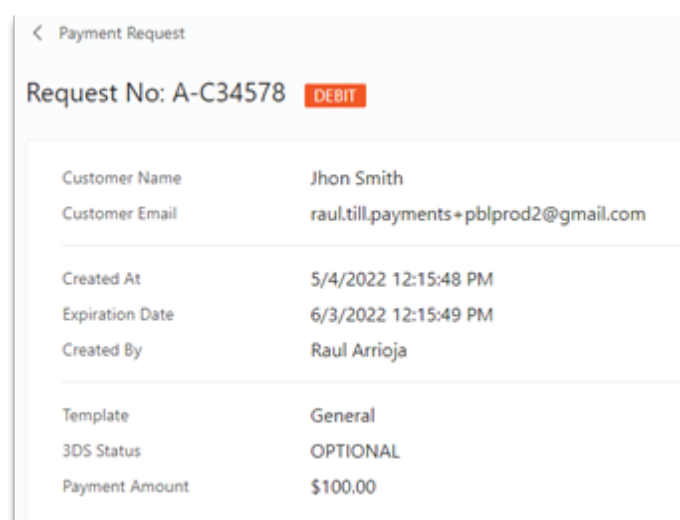 Payment Request
Request No: A-C34578 DEBIT
Customer Name Jhon Smith
Customer Email raul.till.payments+pblprod2@gmail.com
Created At 5/4/2022 12:15:48 PM
Expiration Date 6/3/2022 12:15:49 PM
Created By Raul Arrioja
Template General
3DS Status OPTIONAL
Payment Amount $100.00